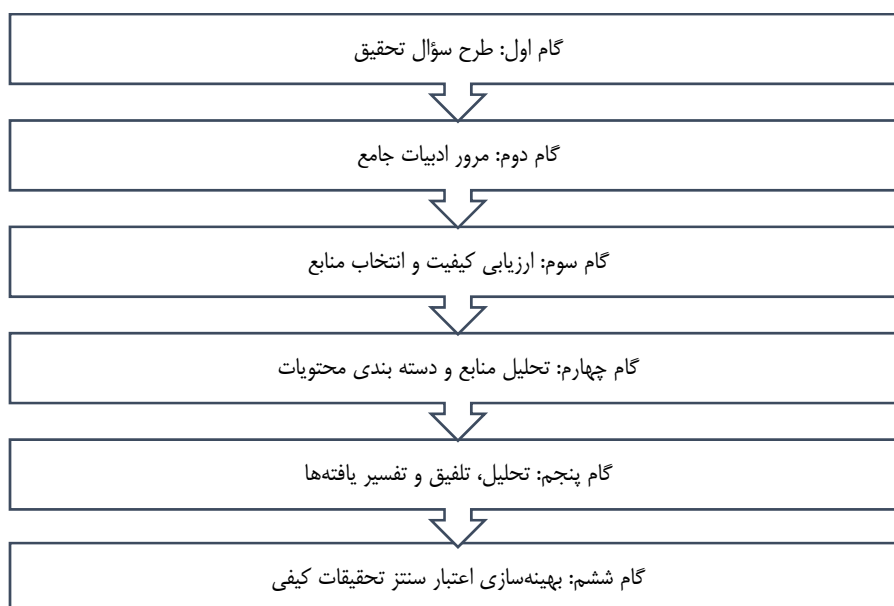 گام اول: طرح سؤال تحقیق
گام دوم: مرور ادبیات جامع
گام سوم: ارزیابی کیفیت و انتخاب منابع
گام چهارم: تحلیل منابع و دسته بندی محتویات
گام پنجم: تحلیل، تلفیق و تفسیر یافته‌ها
گام ششم: بهینه‌سازی اعتبار سنتز تحقیقات کیفی